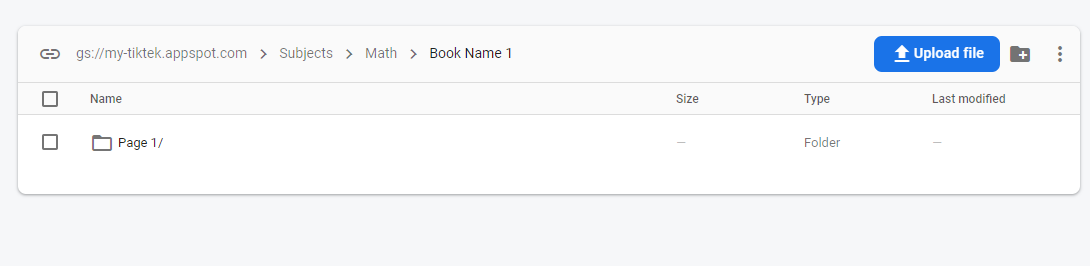 gs://my-tiktek.appspot.com > Subjects > Math > Book Name 1 Upload file
Name Size Type Last modified
Page 1/ — Folder —